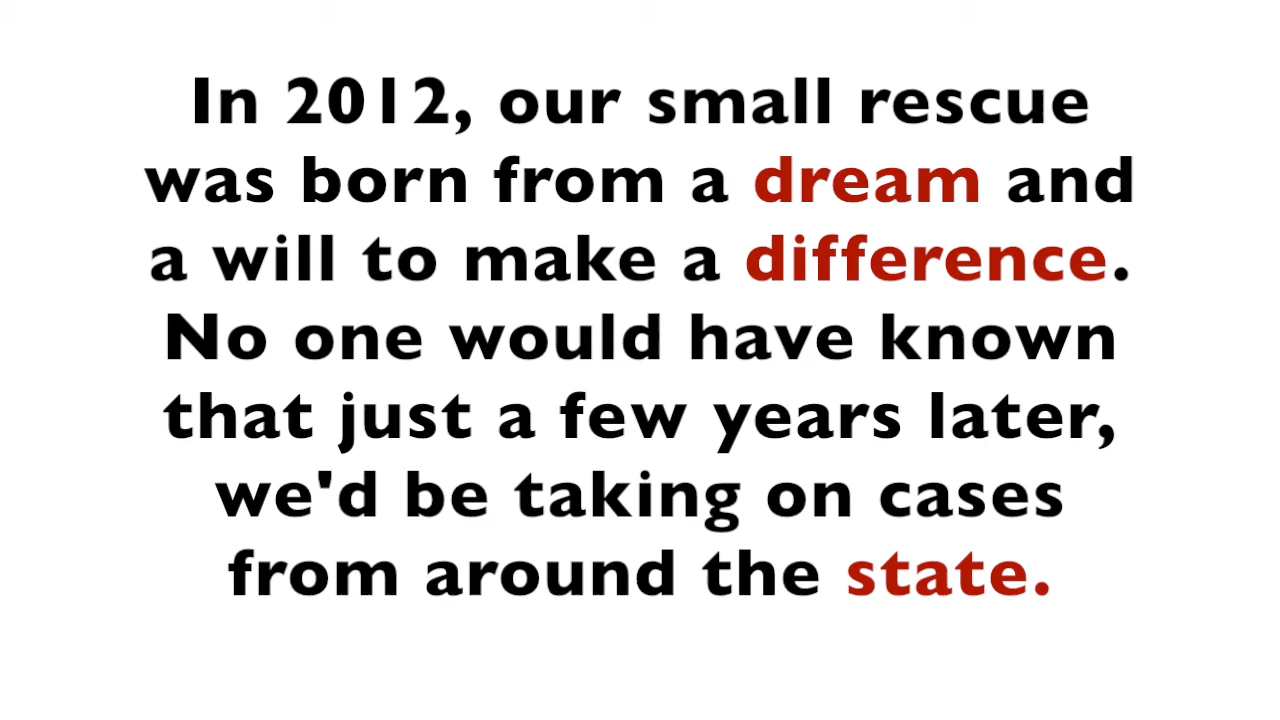 In 2012, our small rescue
was born from a dream and
a will to make a difference.
No one would have known
that just a few years later,
we'd be taking on cases
from around the state.